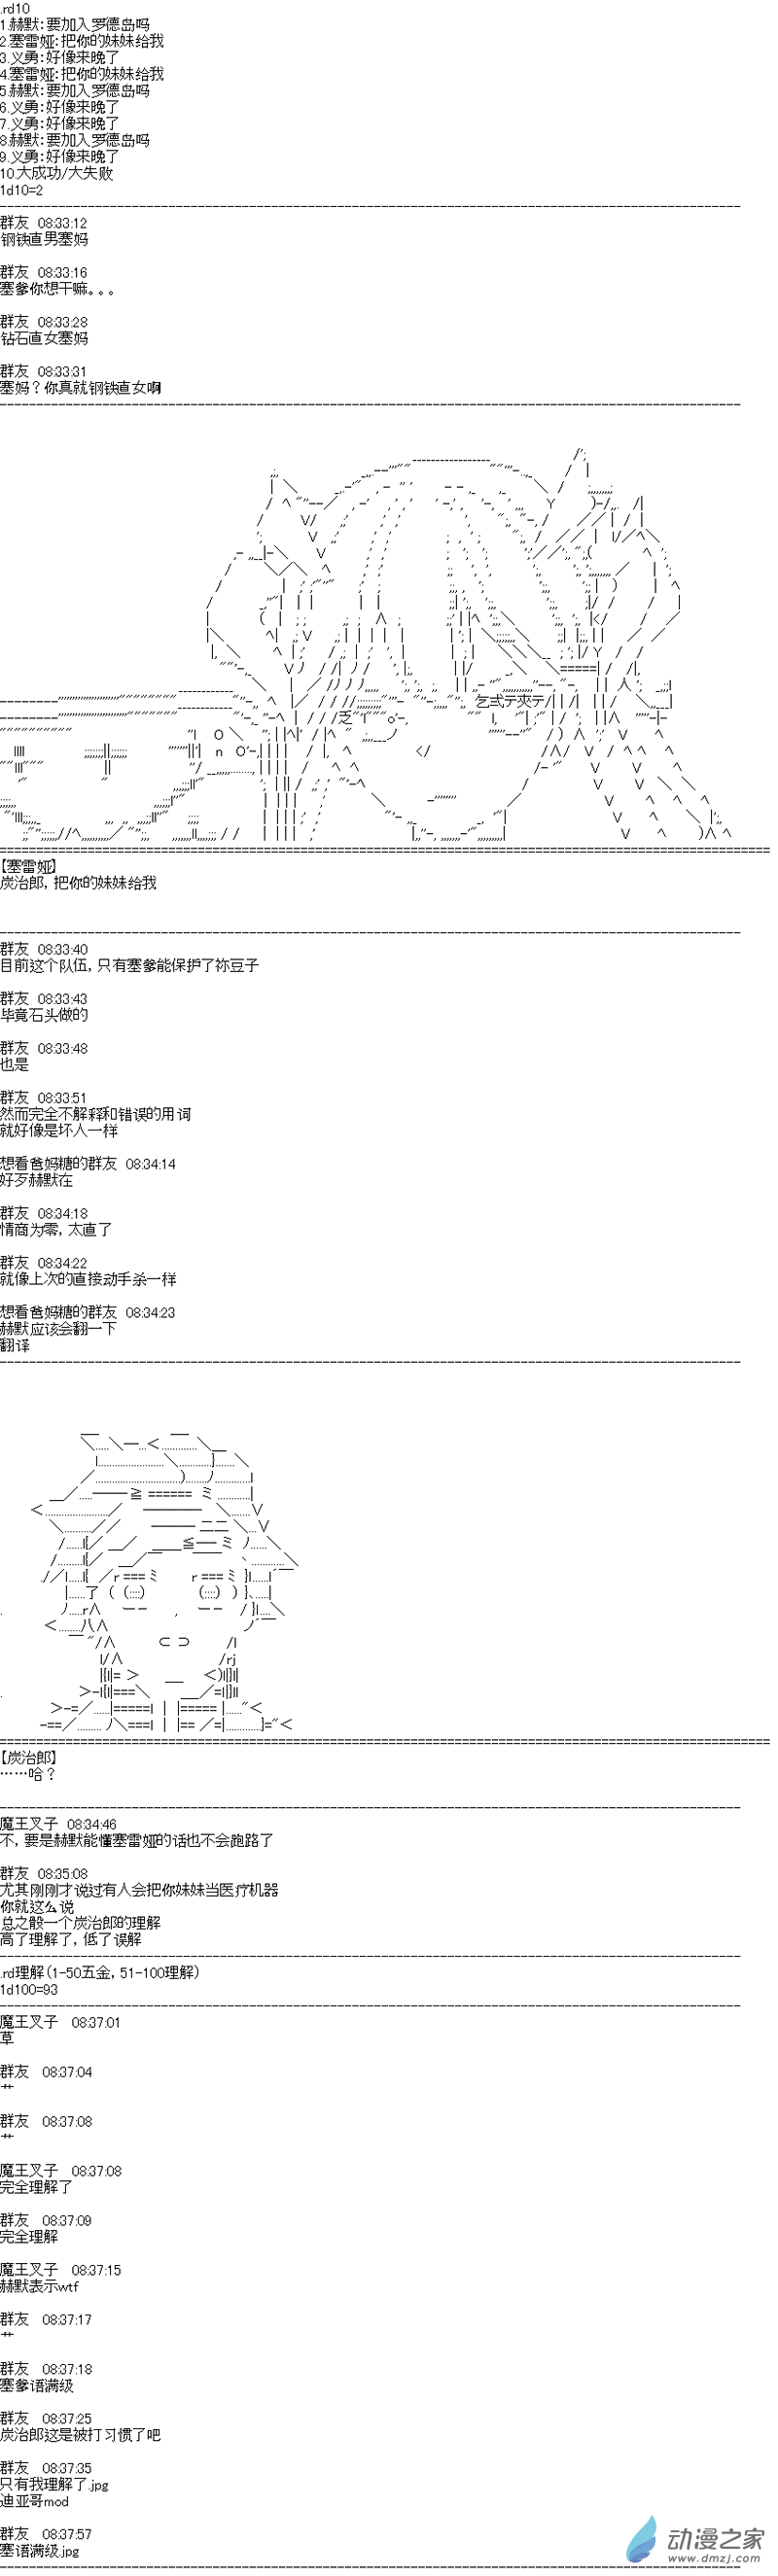 .rd10
1.赫默:要加入罗德岛吗
2.塞雷娅:把你的妹妹给我
3.义勇:好像来晚了
4.塞雷娅:把你的妹妹给我
5.赫默:要加入罗德岛吗
6.义勇:好像来晚了
7.义勇:好像来晚了
8.赫默:要加入罗德岛吗
9.义勇:好像来晚了
10.大成功/大失败
1d10=2
群友 08:33:12
钢铁直男塞妈
群友 08:33:16
塞爹你想干嘛。。。
群友 08:33:28
钻石直女塞妈
群友 08:33:31
塞妈？你真就钢铁直女啊
【塞雷娅】
炭治郎，把你的妹妹给我
群友 08:33:40
目前这个队伍，只有塞爹能保护了祢豆子
群友 08:33:43
毕竟石头做的
群友 08:33:48
也是
群友 08:33:51
然而完全不解释和错误的用词
就好像是坏人一样
想看爸妈糖的群友 08:34:14
好歹赫默在
群友 08:34:18
情商为零，太直了
群友 08:34:22
就像上次的直接动手杀一样
想看爸妈糖的群友 08:34:23
赫默应该会翻一下
翻译
【炭治郎】
……哈？
魔王叉子 08:34:46
不，要是赫默能懂塞雷娅的话也不会跑路了
群友 08:35:08
尤其刚刚才说过有人会把你妹妹当医疗机器
你就这么说
总之骰一个炭治郎的理解
高了理解了，低了误解
.rd理解（1-50五金，51-100理解）
1d100=93
魔王叉子 08:37:01
草
群友 08:37:04
艹
群友 08:37:08
艹
魔王叉子 08:37:08
完全理解了
群友 08:37:09
完全理解
魔王叉子 08:37:15
赫默表示wtf
群友 08:37:17
艹
群友 08:37:18
塞爹语满级
群友 08:37:25
炭治郎这是被打习惯了吧
群友 08:37:35
只有我理解了.jpg
迪亚哥mod
群友 08:37:57
塞语满级.jpg
动漫之家
www.dmzj.com